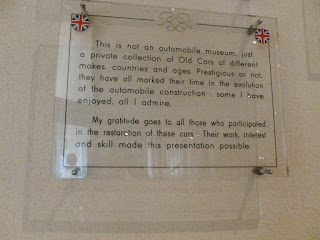 This is not an automobile museum, just
a private collection of Old Cars of different
makes, countries and ages. Prestigious or not,
they have all marked their time in the evolution
of the automobile construction - some I have
enjoyed, all I admire.
My gratitude goes to all those who participated
in the restoration of these cars - Their work, interest
and skill made this presentation possible.